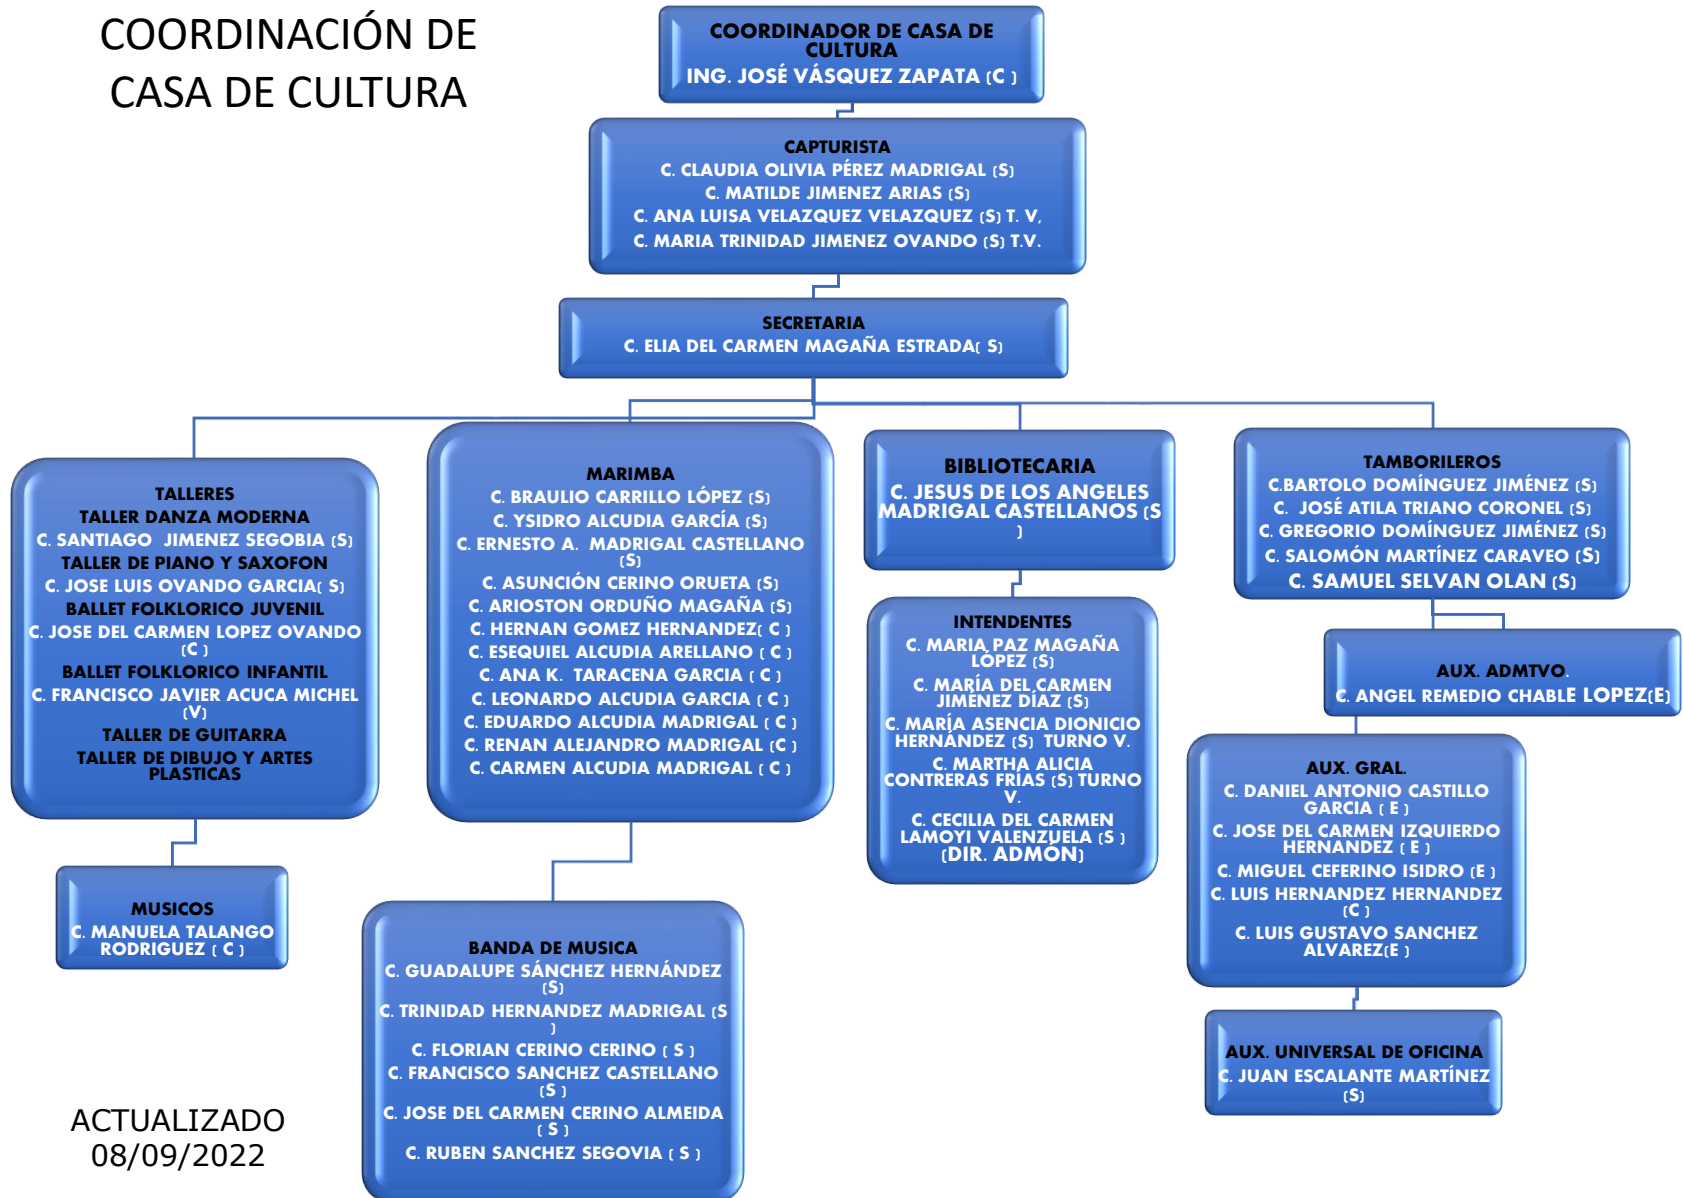 COORDINACIÓN DE
CASA DE CULTURA
COORDINADOR DE CASA DE
CULTURA
ING. JOSÉ VÁSQUEZ ZAPATA (C )
CAPTURISTA
C. CLAUDIA OLIVIA PÉREZ MADRIGAL (S)
C. MATILDE JIMENEZ ARIAS (S)
C. ANA LUISA VELAZQUEZ VELAZQUEZ (S) T. V,
C. MARIA TRINIDAD JIMENEZ OVANDO (S) T.V.
SECRETARIA
C. ELIA DEL CARMEN MAGAÑA ESTRADA( S)
TALLERES
TALLER DANZA MODERNA
C. SANTIAGO  JIMENEZ SEGOBIA (S)
TALLER DE PIANO Y SAXOFON
C. JOSE LUIS OVANDO GARCIA( S)
BALLET FOLKLORICO JUVENIL
C. JOSE DEL CARMEN LOPEZ OVANDO
(C )
BALLET FOLKLORICO INFANTIL
C. FRANCISCO JAVIER ACUCA MICHEL
(V)
TALLER DE GUITARRA
TALLER DE DIBUJO Y ARTES
PLASTICAS
MUSICOS
C. MANUELA TALANGO
RODRIGUEZ ( C )
MARIMBA
C. BRAULIO CARRILLO LÓPEZ (S)
C. YSIDRO ALCUDIA GARCÍA (S)
C. ERNESTO A.  MADRIGAL CASTELLANO
(S)
C. ASUNCIÓN CERINO ORUETA (S)
C. ARIOSTON ORDUÑO MAGAÑA (S)
C. HERNAN GOMEZ HERNANDEZ( C )
C. ESEQUIEL ALCUDIA ARELLANO ( C )
C. ANA K.  TARACENA GARCIA ( C )
C. LEONARDO ALCUDIA GARCIA ( C )
C. EDUARDO ALCUDIA MADRIGAL ( C )
C. RENAN ALEJANDRO MADRIGAL (C )
C. CARMEN ALCUDIA MADRIGAL ( C )
BANDA DE MUSICA
C. GUADALUPE SÁNCHEZ HERNÁNDEZ
(S)
C. TRINIDAD HERNANDEZ MADRIGAL (S
)
C. FLORIAN CERINO CERINO ( S )
C. FRANCISCO SANCHEZ CASTELLANO
(S )
C. JOSE DEL CARMEN CERINO ALMEIDA
( S )
C. RUBEN SANCHEZ SEGOVIA ( S )
BIBLIOTECARIA
C. JESUS DE LOS ANGELES
MADRIGAL CASTELLANOS (S
)
INTENDENTES
C. MARIA PAZ MAGAÑA
LÒPEZ (S)
C. MARÍA DEL CARMEN
JIMÉNEZ DÍAZ (S)
C. MARÍA ASENCIA DIONICIO
HERNÁNDEZ (S)  TURNO V.
C. MARTHA ALICIA
CONTRERAS FRIAS (S) TURNO
V.
C. CECILIA DEL CARMEN
LAMOYI VALENZUELA (S )
(DIR. ADMÓN)
TAMBORILEROS
C.BARTOLO DOMÍNGUEZ JIMÉNEZ (S)
C.  JOSÉ ATILA TRIANO CORONEL (S)
C. GREGORIO DOMÍNGUEZ JIMÉNEZ (S)
C. SALOMÓN MARTÍNEZ CARAVEO (S)
C. SAMUEL SELVAN OLAN (S)
AUX. ADMTVO.
C. ANGEL REMEDIO CHABLE LOPEZ(E)
AUX. GRAL.
C. DANIEL ANTONIO CASTILLO
GARCIA ( E )
C. JOSE DEL CARMEN IZQUIERDO
HERNANDEZ ( E )
C. MIGUEL CEFERINO ISIDRO (E )
C. LUIS HERNANDEZ HERNANDEZ
(C )
C. LUIS GUSTAVO SANCHEZ
ALVAREZ(E )
AUX. UNIVERSAL DE OFICINA
C. JUAN ESCALANTE MARTÍNEZ
(S)
ACTUALIZADO
08/09/2022